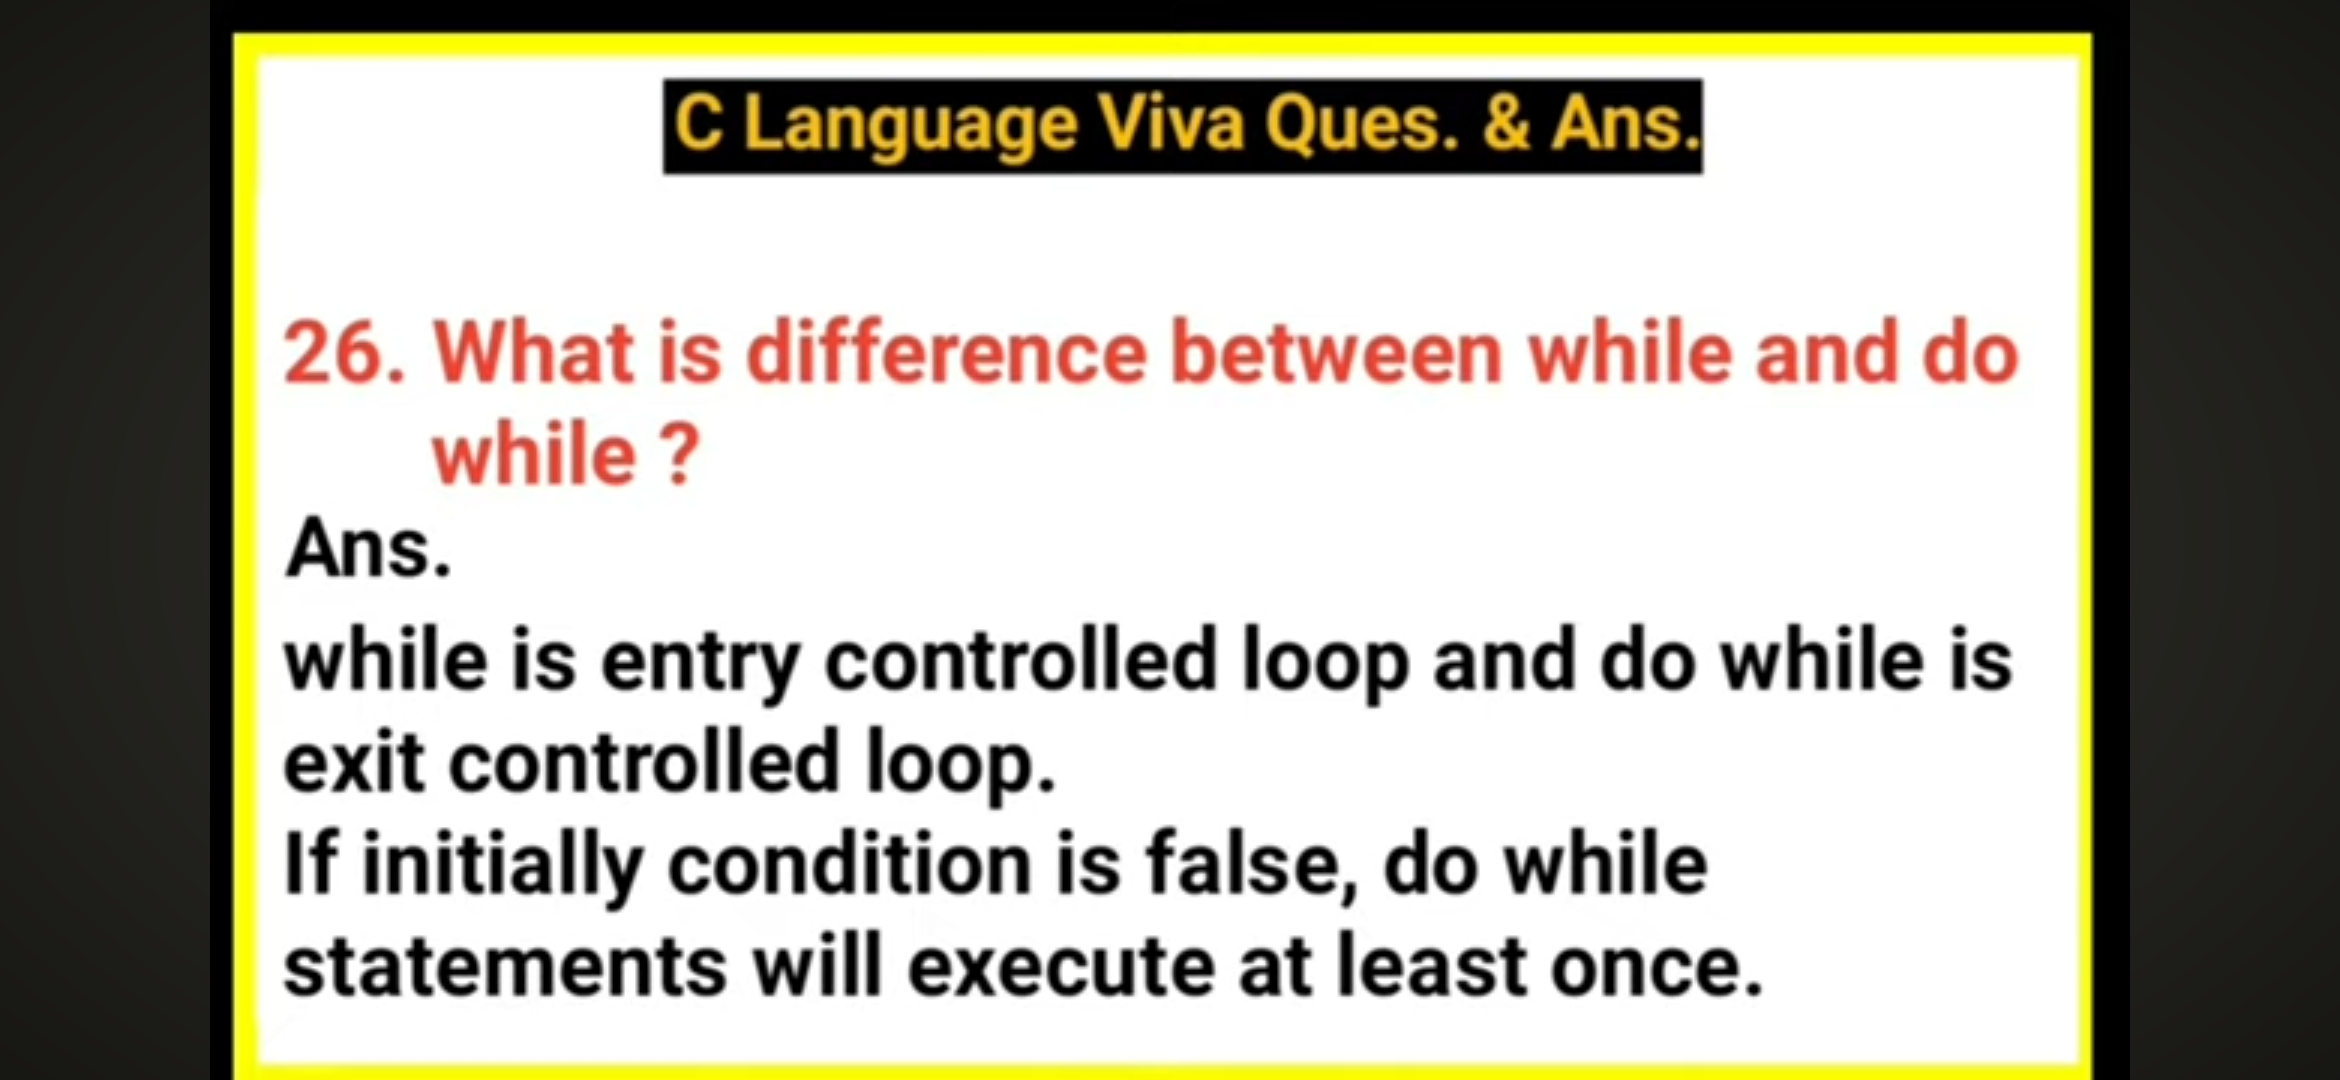 C Language Viva Ques. & Ans.
26. What is difference between while and do
while ?
Ans.
while is entry controlled loop and do while is
exit controlled loop.
If initially condition is false, do while
statements will execute at least once.